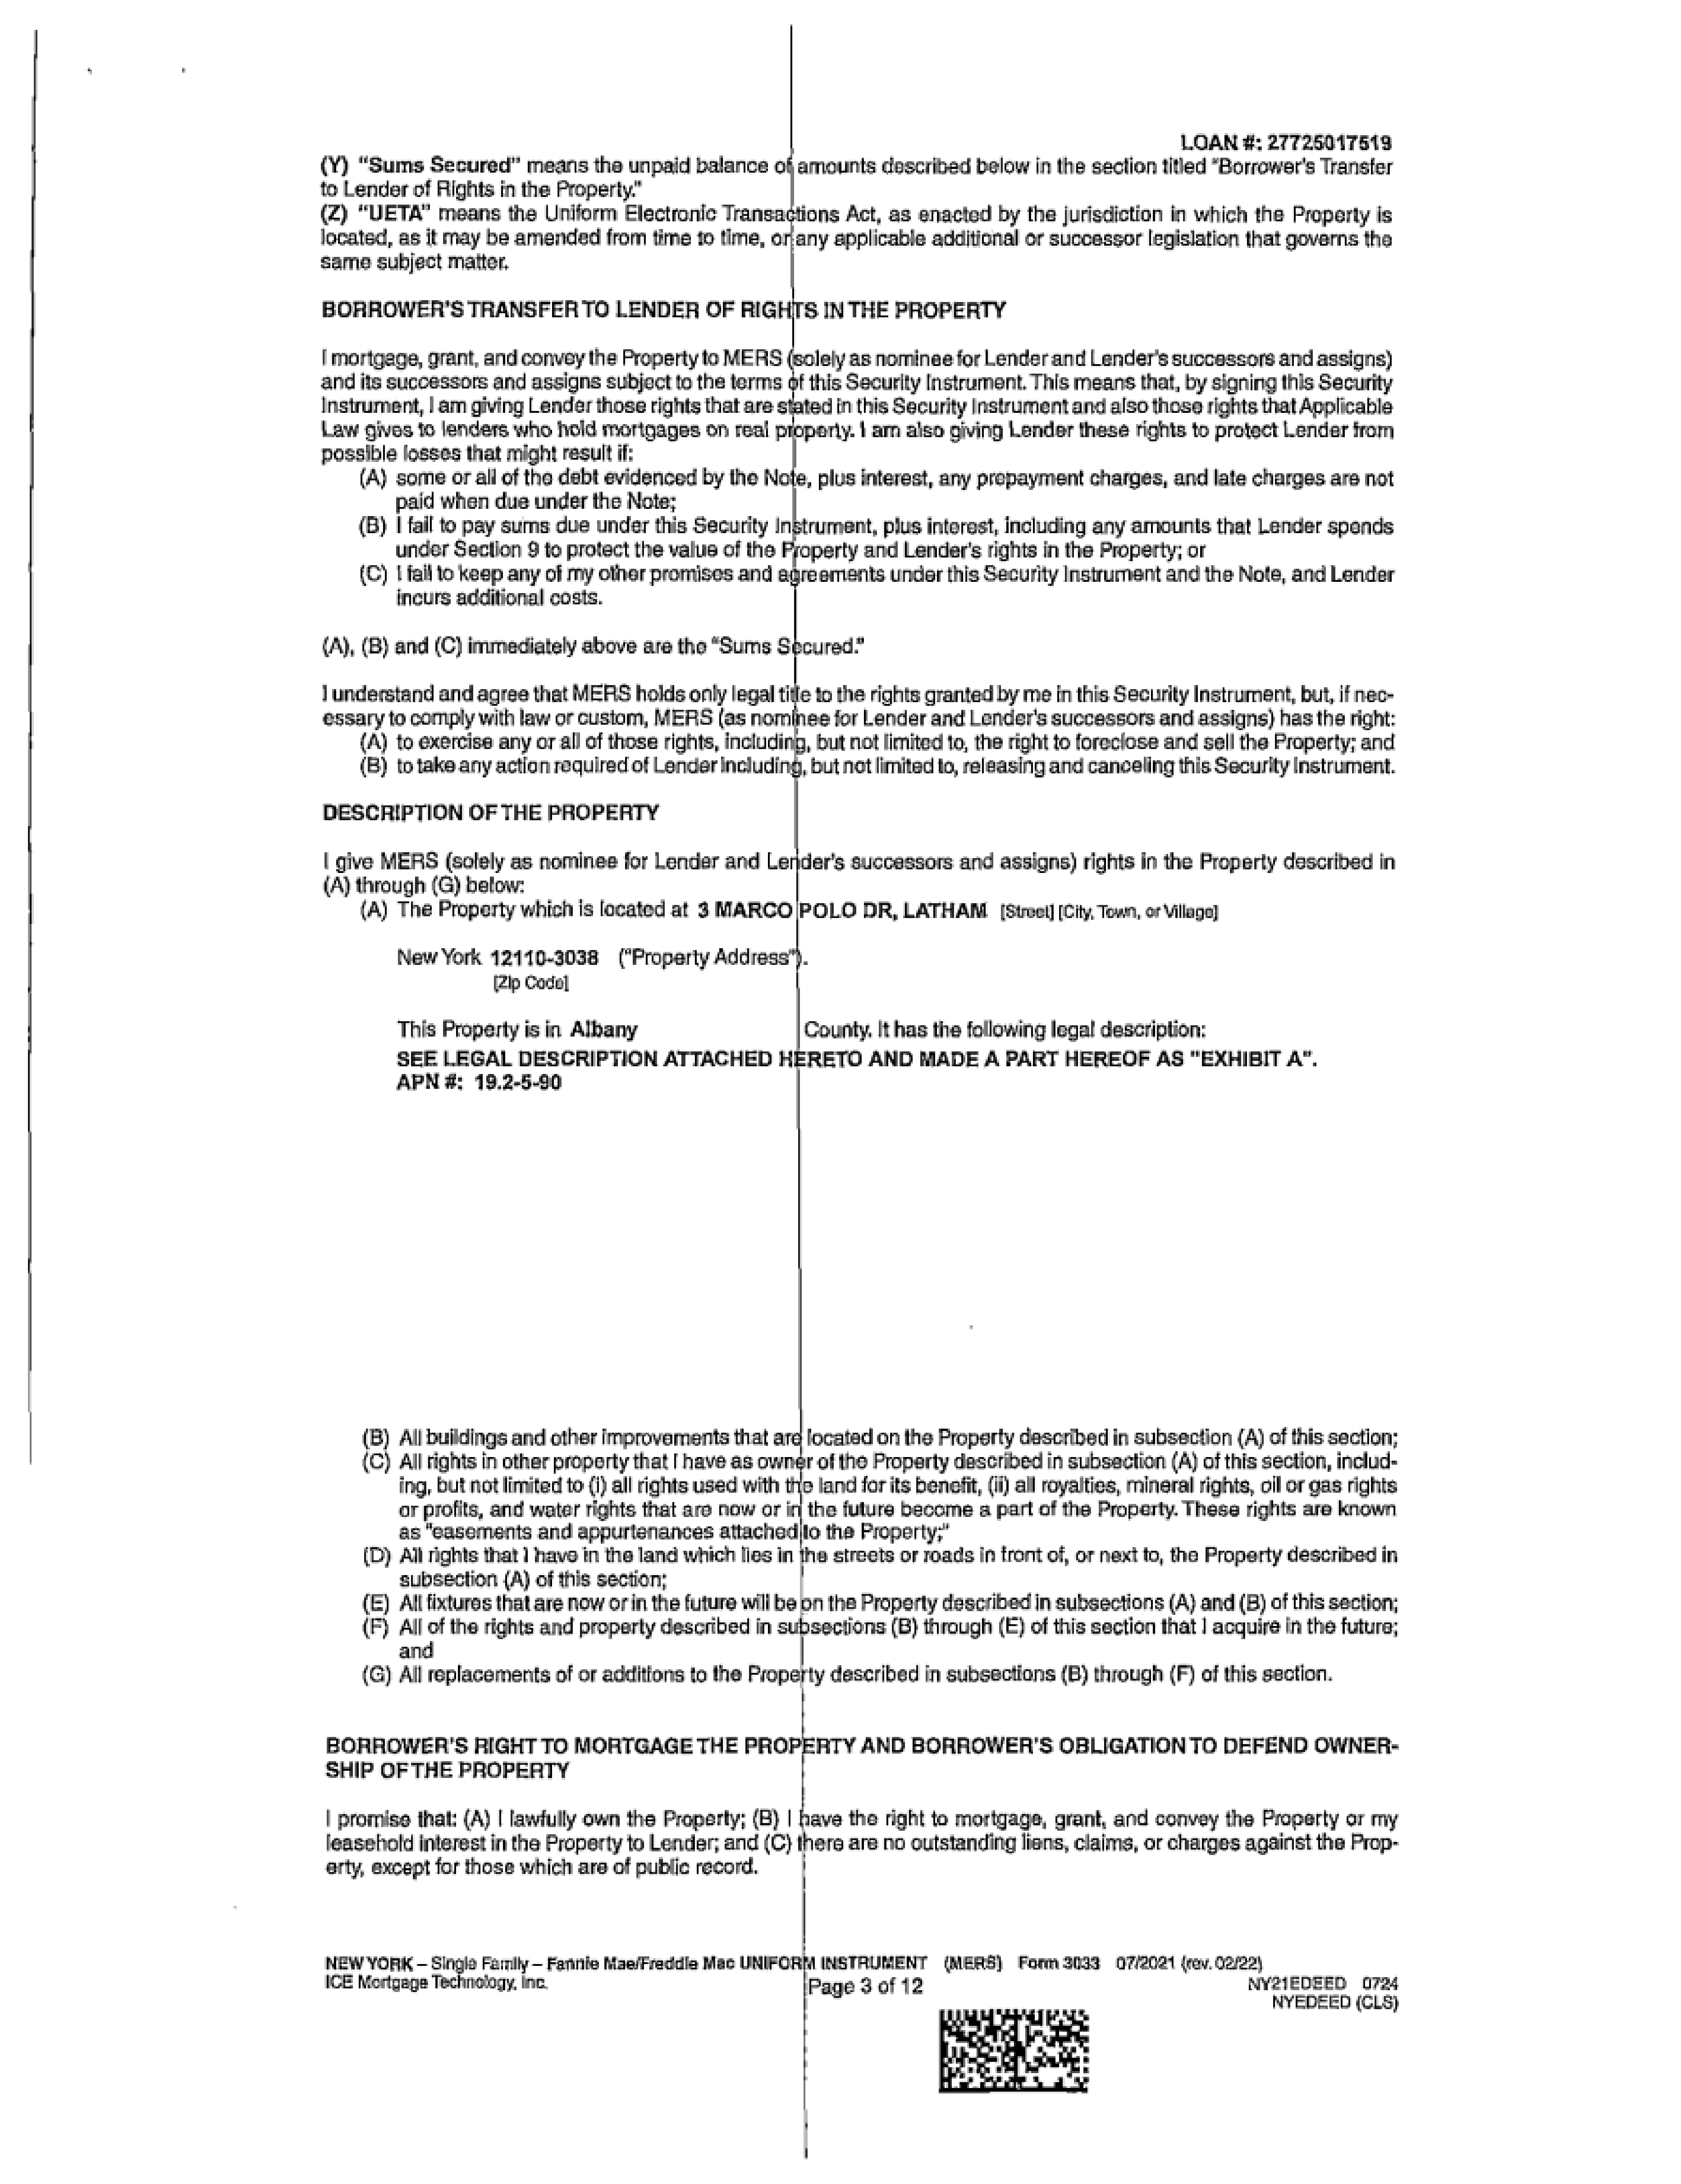 LOAN #: 27725017519
(Y) “Sums Secured” means the unpaid balance of amounts described below in the section titled “Borrower’s Transfer
to Lender of Rights in the Property.”
(Z) “UETA” means the Uniform Electronic Transactions Act, as enacted by the jurisdiction in which the Property is
located, as it may be amended from time to time, or any applicable additional or successor legislation that governs the
same subject matter.
BORROWER’S TRANSFER TO LENDER OF RIGHTS IN THE PROPERTY
I mortgage, grant, and convey the Property to MERS (solely as nominee for Lender and Lender’s successors and assigns)
and its successors and assigns subject to the terms of this Security Instrument. This means that, by signing this Security
Instrument, I am giving Lender those rights that are stated in this Security Instrument and also those rights that Applicable
Law gives to lenders who hold mortgages on real property. I am also giving Lender these rights to protect Lender from
possible losses that might result if:
(A) some or all of the debt evidenced by the Note, plus interest, any prepayment charges, and late charges are not
paid when due under the Note;
(B) I fail to pay sums due under this Security Instrument, plus interest, including any amounts that Lender spends
under Section 9 to protect the value of the Property and Lender’s rights in the Property; or
(C) I fail to keep any of my other promises and agreements under this Security Instrument and the Note, and Lender
incurs additional costs.
(A), (B) and (C) immediately above are the “Sums Secured.”
I understand and agree that MERS holds only legal title to the rights granted by me in this Security Instrument, but, if nec-
essary to comply with law or custom, MERS (as nominee for Lender and Lender’s successors and assigns) has the right:
(A) to exercise any or all of those rights, including, but not limited to, the right to foreclose and sell the Property; and
(B) to take any action required of Lender including, but not limited to, releasing and canceling this Security Instrument.
DESCRIPTION OF THE PROPERTY
I give MERS (solely as nominee for Lender and Lender’s successors and assigns) rights in the Property described in
(A) through (G) below:
(A) The Property which is located at 3 MARCO POLO DR, LATHAM [Street] [City, Town, or Village]
New York 12110-3038 (“Property Address”).
[Zip Code]
This Property is in Albany County. It has the following legal description:
SEE LEGAL DESCRIPTION ATTACHED HERETO AND MADE A PART HEREOF AS "EXHIBIT A".
APN #: 19.2-5-90
(B) All buildings and other improvements that are located on the Property described in subsection (A) of this section;
(C) All rights in other property that I have as owner of the Property described in subsection (A) of this section, includ-
ing, but not limited to (i) all rights used with the land for its benefit, (ii) all royalties, mineral rights, oil or gas rights
or profits, and water rights that are now or in the future become a part of the Property. These rights are known
as “easements and appurtenances attached to the Property;”
(D) All rights that I have in the land which lies in the streets or roads in front of, or next to, the Property described in
subsection (A) of this section;
(E) All fixtures that are now or in the future will be on the Property described in subsections (A) and (B) of this section;
(F) All of the rights and property described in subsections (B) through (E) of this section that I acquire in the future;
and
(G) All replacements of or additions to the Property described in subsections (B) through (F) of this section.
BORROWER’S RIGHT TO MORTGAGE THE PROPERTY AND BORROWER’S OBLIGATION TO DEFEND OWNER-
SHIP OF THE PROPERTY
I promise that: (A) I lawfully own the Property; (B) I have the right to mortgage, grant, and convey the Property or my
leasehold interest in the Property to Lender; and (C) there are no outstanding liens, claims, or charges against the Prop-
erty, except for those which are of public record.
NEW YORK – Single Family – Fannie Mae/Freddie Mac UNIFORM INSTRUMENT (MERS) Form 3033 07/2021 (rev. 02/22)
ICE Mortgage Technology, Inc. Page 3 of 12 NY21EDEED 0724
NYEDEED (CLS)